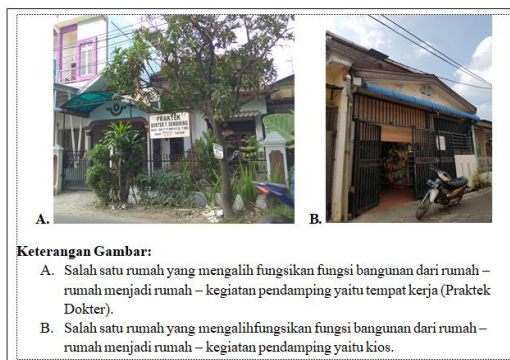 PRAKTEK
DOKTER T. SEMBIRING
A.
B.
Keterangan Gambar:
A. Salah satu rumah yang mengalih fungsikan fungsi bangunan dari rumah –
rumah menjadi rumah – kegiatan pendamping yaitu tempat kerja (Praktek
Dokter).
B. Salah satu rumah yang mengalihfungsikan fungsi bangunan dari rumah –
rumah menjadi rumah – kegiatan pendamping yaitu kios.